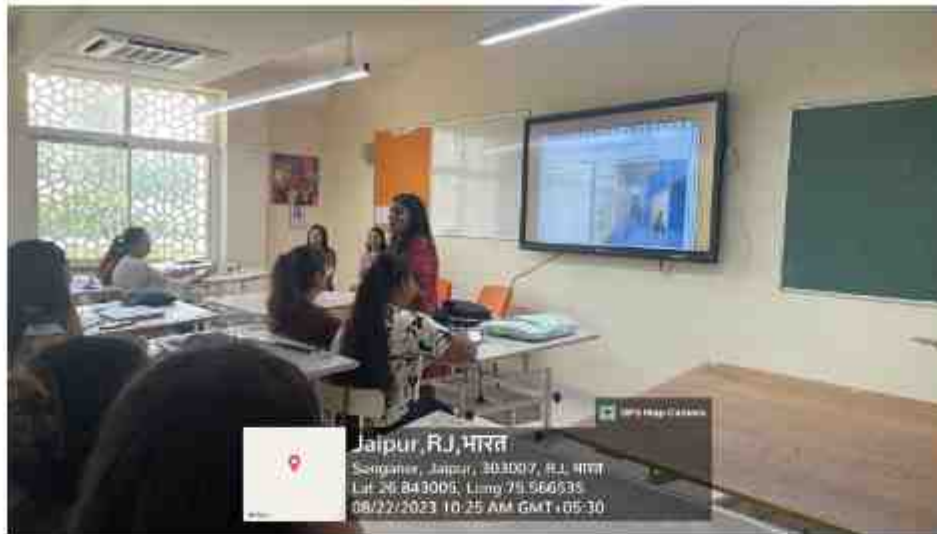 GPS Map Camera
Jaipur,RJ,भारत
Sanganer, Jaipur, 303007, RJ, भारत
Lat 26.843005, Long 75.566535
08/22/2023 10:25 AM GMT+05:30